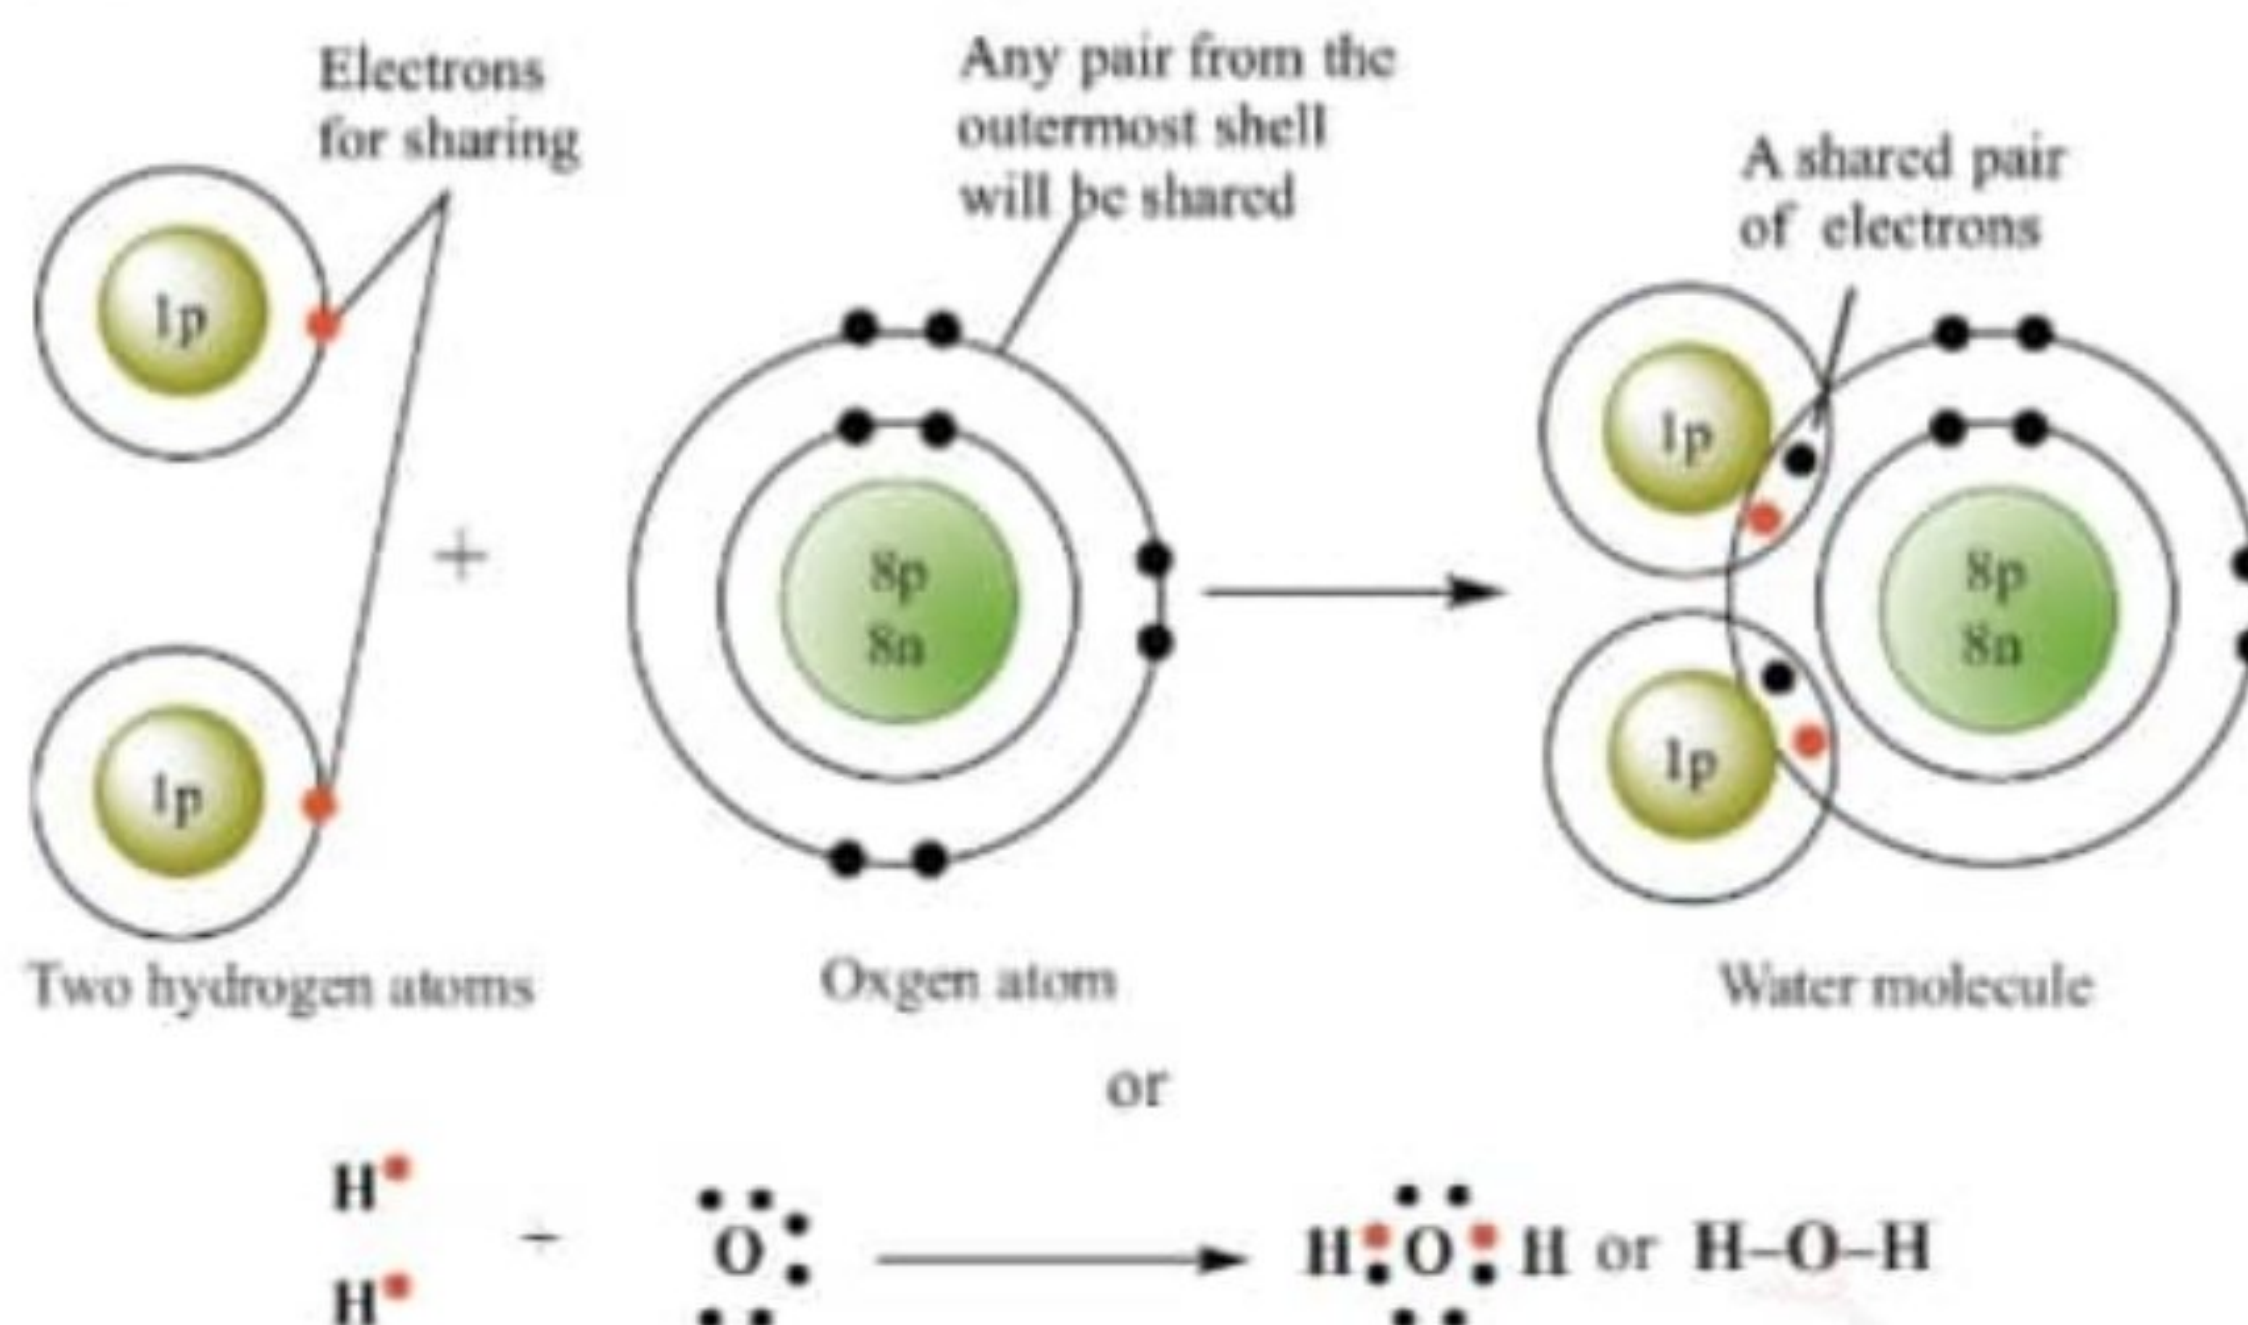 Electrons
for sharing
Any pair from the
outermost shell
will be shared
A shared pair
of electrons
1p
1p
+
8p
8n
1p
1p
8p
8n
Two hydrogen atoms
Oxgen atom
Water molecule
or
H
H
+
O
H O H or H–O–H